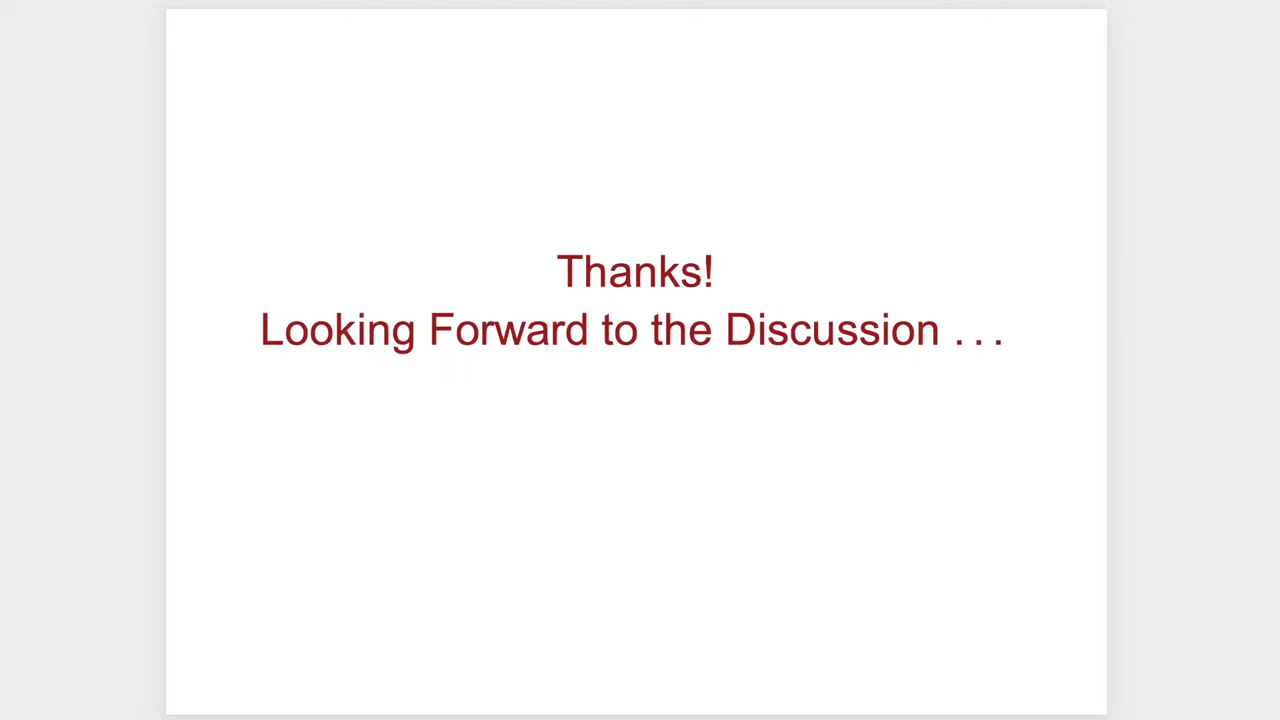 Thanks!
Looking Forward to the Discussion . . .